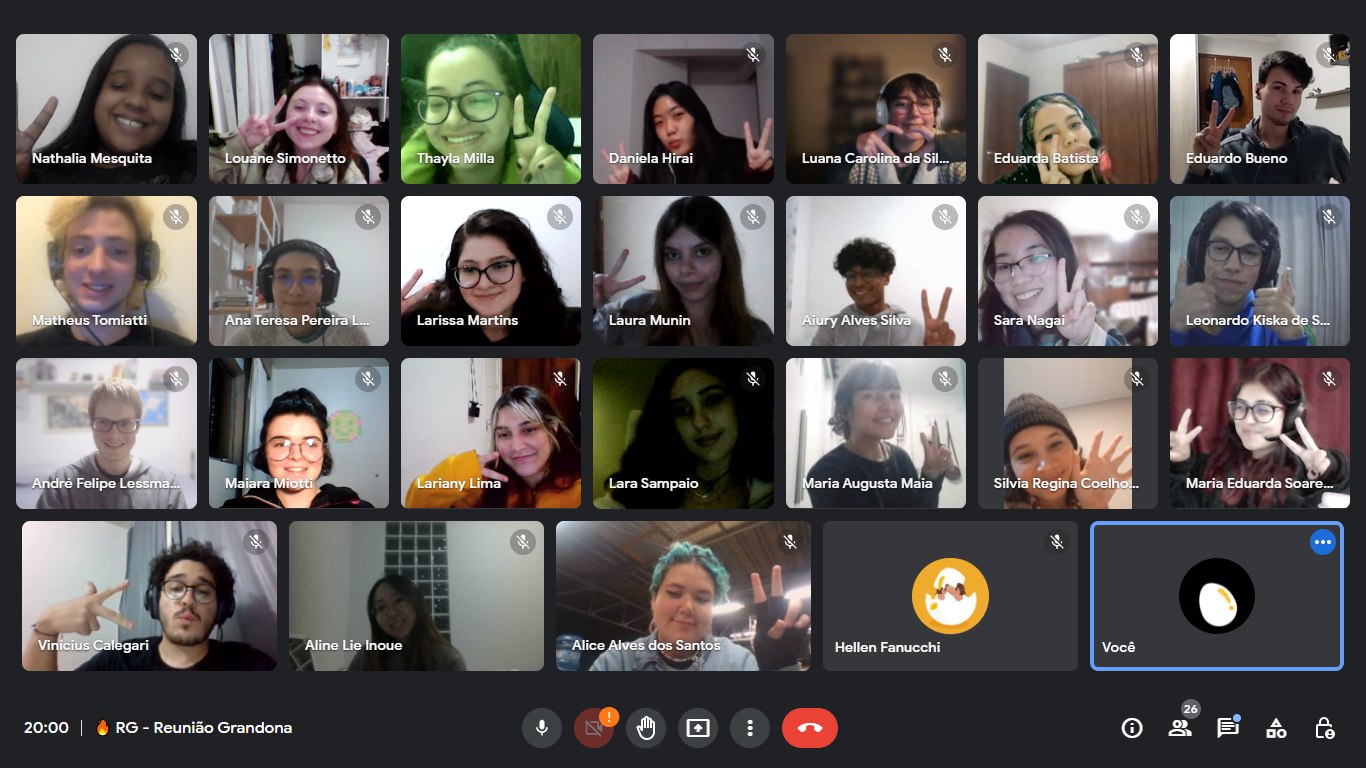 Nathalia Mesquita
Louane Simonetto
Thayla Milla
Daniela Hirai
Luana Carolina da Sil...
Eduarda Batista
Eduardo Bueno
Matheus Tomiatti
Ana Teresa Pereira L...
Larissa Martins
Laura Munin
Aiury Alves Silva
Sara Nagai
Leonardo Kiska de S...
André Felipe Lessma...
Maiara Miotti
Lariany Lima
Lara Sampaio
Maria Augusta Maia
Silvia Regina Coelho...
Maria Eduarda Soare...
Vinícius Calegari
Aline Lie Inoue
Alice Alves dos Santos
Hellen Fanucchi
Você
20:00 | 🔥 RG - Reunião Grandona
!
26